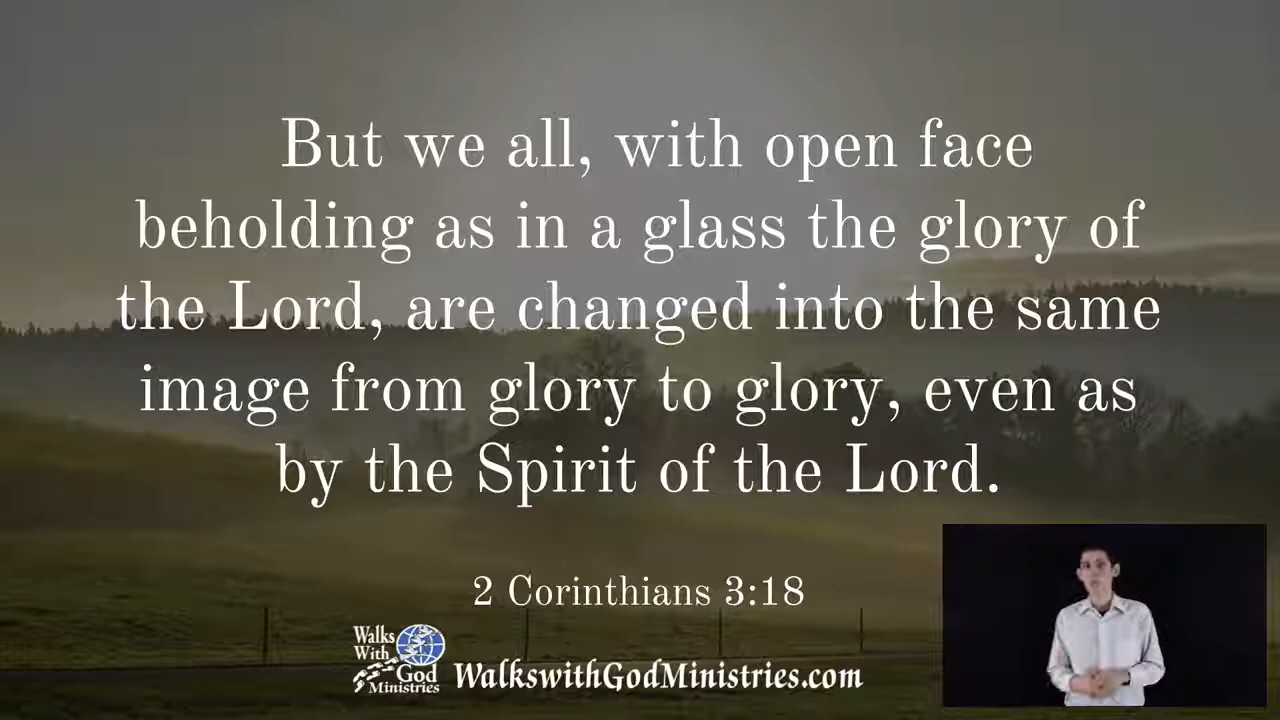 But we all, with open face
beholding as in a glass the glory of
the Lord, are changed into the same
image from glory to glory, even as
by the Spirit of the Lord.
2 Corinthians 3:18
Walks
With
God
Ministries
WalkswithGodMinistries.com